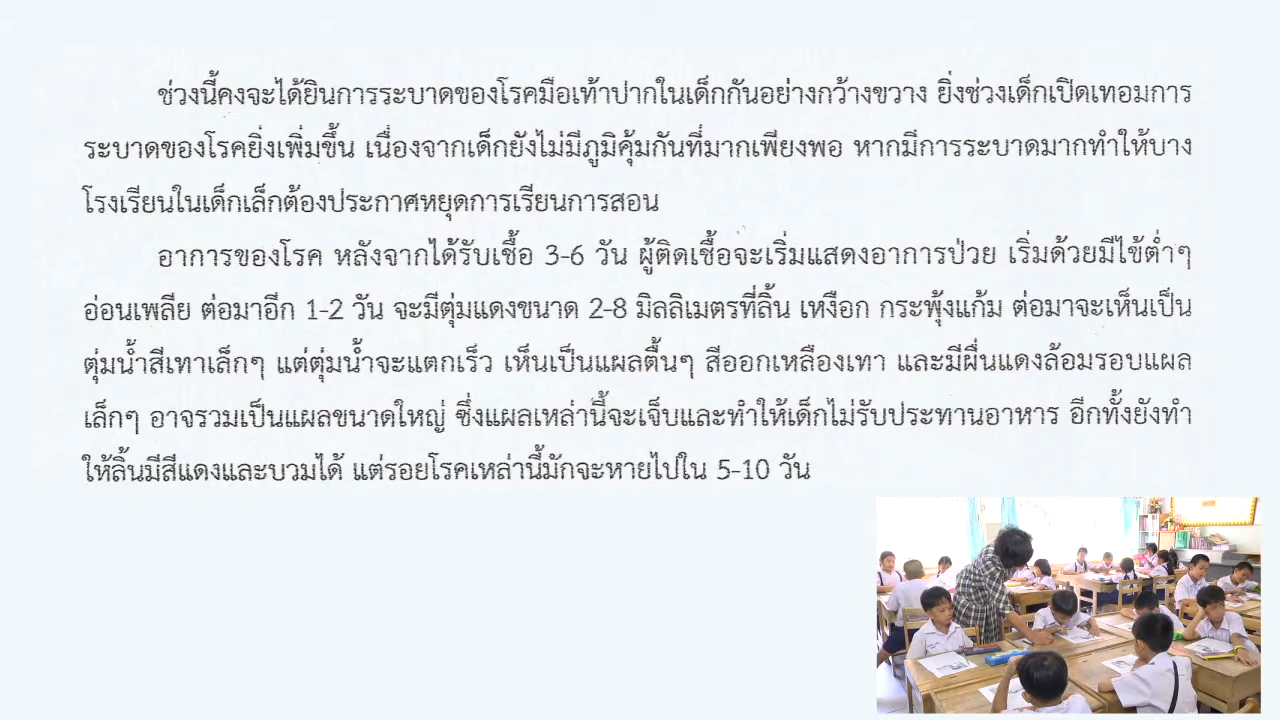 ช่วงนี้คงจะได้ยินการระบาดของโรคมือเท้าปากในเด็กกันอย่างกว้างขวาง ยิ่งช่วงเด็กเปิดเทอมการ
ระบาดของโรคยิ่งเพิ่มขึ้น เนื่องจากเด็กยังไม่มีภูมิคุ้มกันที่มากเพียงพอ หากมีการระบาดมากทำให้บาง
โรงเรียนในเด็กเล็กต้องประกาศหยุดการเรียนการสอน
อาการของโรค หลังจากได้รับเชื้อ 3-6 วัน ผู้ติดเชื้อจะเริ่มแสดงอาการป่วย เริ่มด้วยมีไข้ต่ำๆ
อ่อนเพลีย ต่อมาอีก 1-2 วัน จะมีตุ่มแดงขนาด 2-8 มิลลิเมตรที่ลิ้น เหงือก กระพุ้งแก้ม ต่อมาจะเห็นเป็น
ตุ่มน้ำสีเทาเล็กๆ แต่ตุ่มน้ำจะแตกเร็ว เห็นเป็นแผลตื้นๆ สีออกเหลืองเทา และมีผื่นแดงล้อมรอบแผล
เล็กๆ อาจรวมเป็นแผลขนาดใหญ่ ซึ่งแผลเหล่านี้จะเจ็บและทำให้เด็กไม่รับประทานอาหาร อีกทั้งยังทำ
ให้ลิ้นมีสีแดงและบวมได้ แต่รอยโรคเหล่านี้มักจะหายไปใน 5-10 วัน